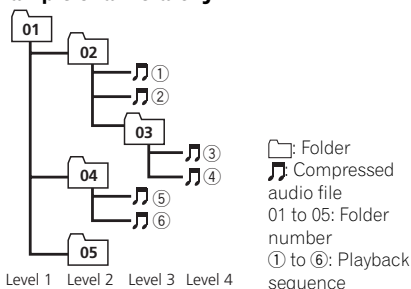 01
02
①
②
03
③
④
04
⑤
⑥
05
Level 1 Level 2 Level 3 Level 4
: Folder
: Compressed
audio file
01 to 05: Folder
number
① to ⑥: Playback
sequence